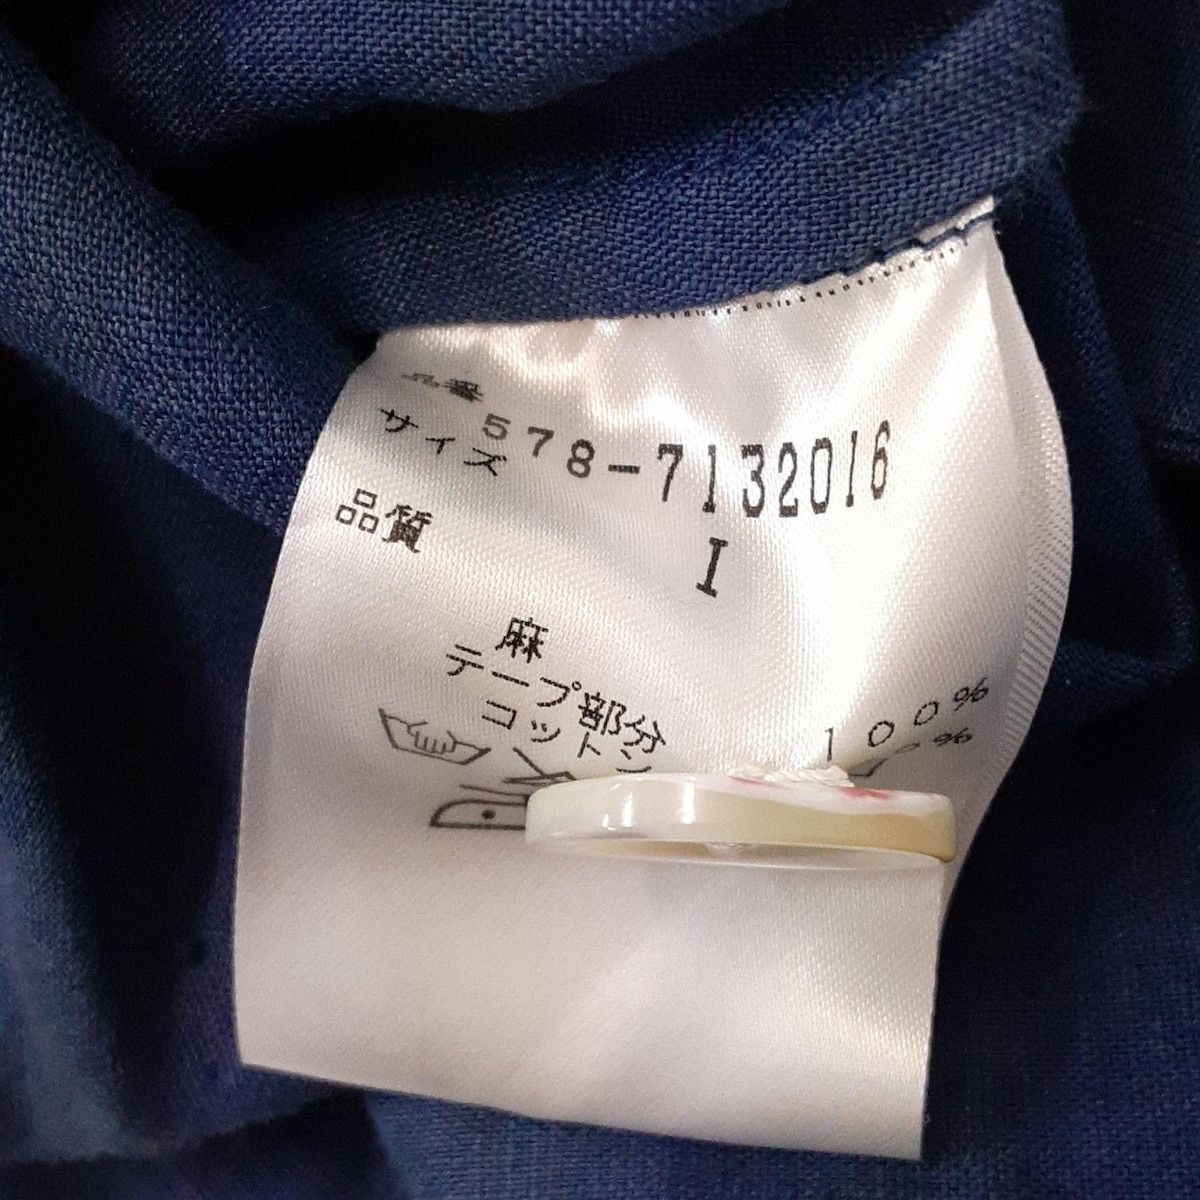 品番 578-7132016
サイズ I
品質
麻 100%
テープ部分
コットン %